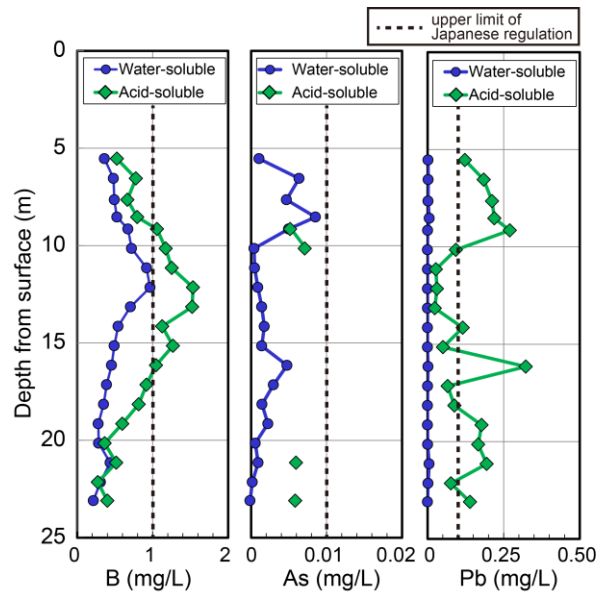 upper limit of
Japanese regulation
Water-soluble
Acid-soluble
Water-soluble
Acid-soluble
Water-soluble
Acid-soluble
Depth from surface (m)
0
5
10
15
20
25
0 1 2
0 0.01 0.02
0 0.25 0.50
B (mg/L)
As (mg/L)
Pb (mg/L)